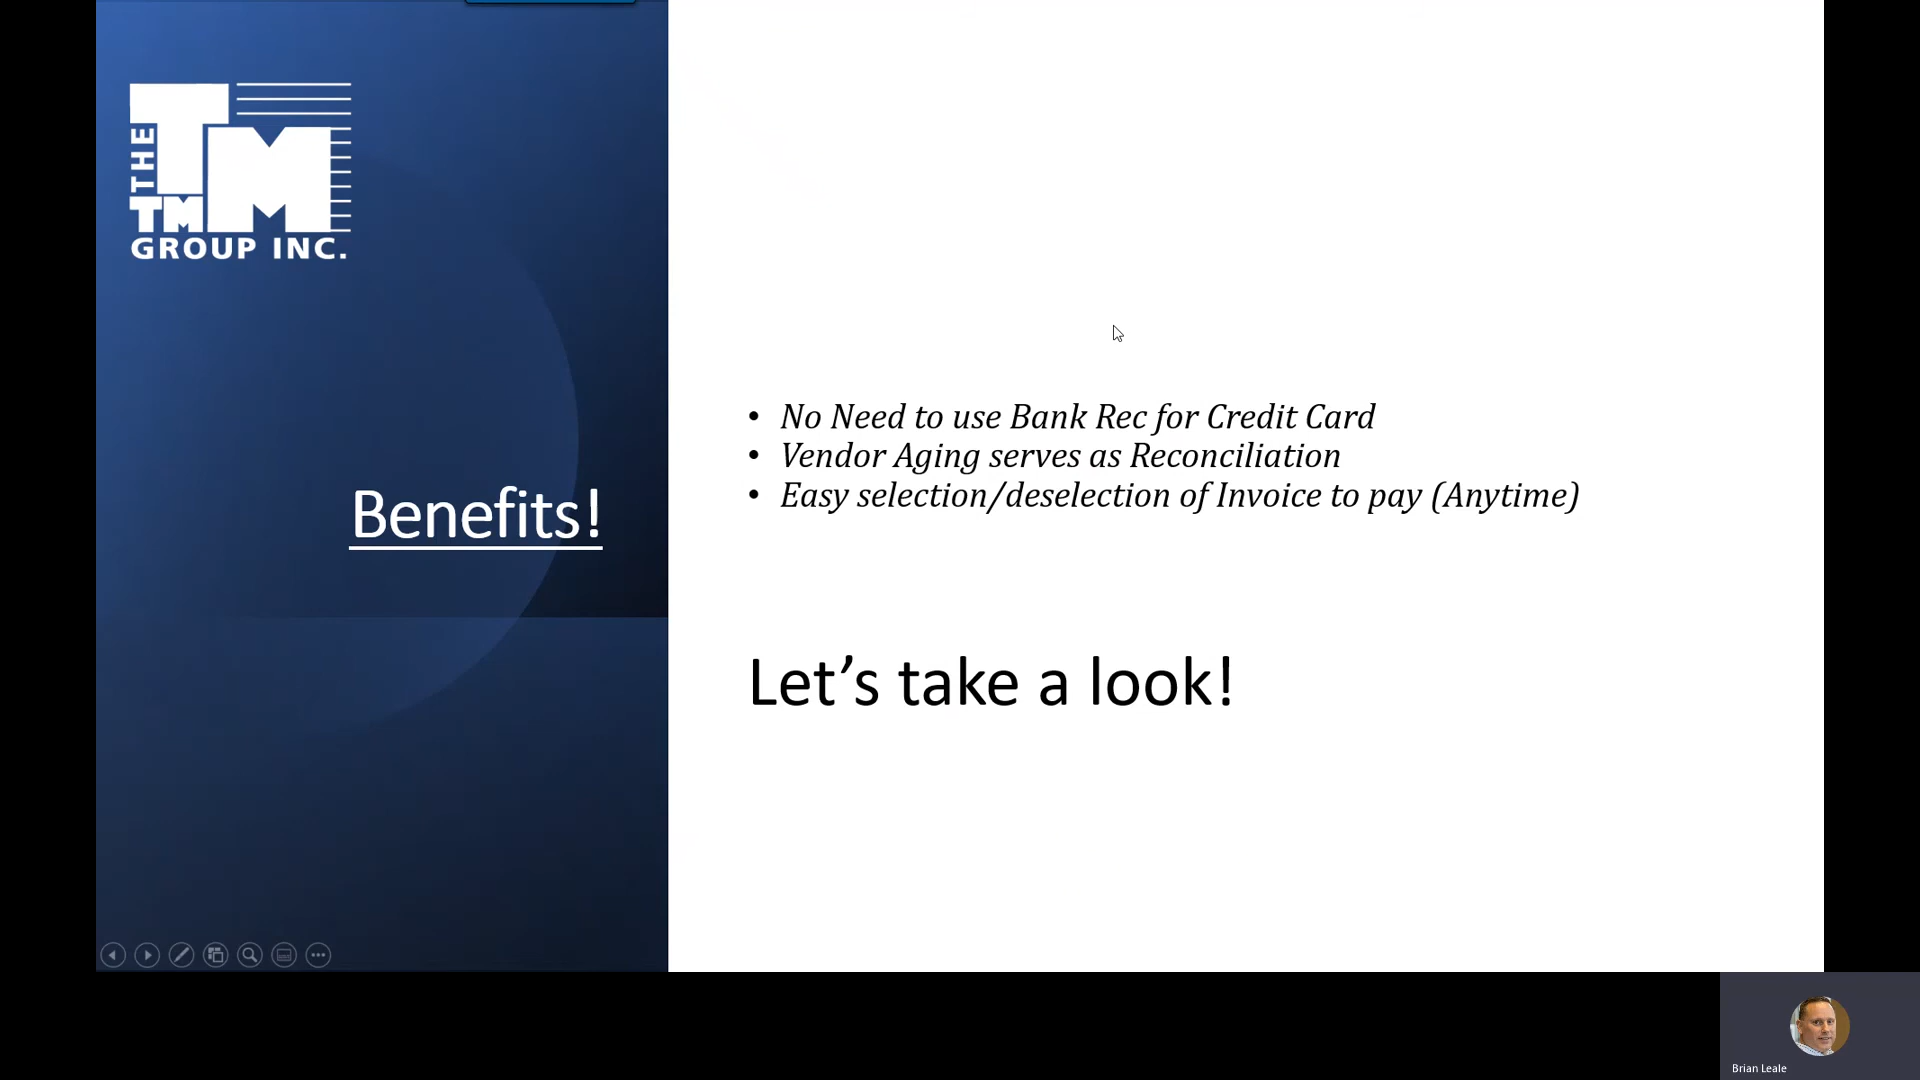 THE
TM
TM
GROUP INC.
Benefits!
• No Need to use Bank Rec for Credit Card
• Vendor Aging serves as Reconciliation
• Easy selection/deselection of Invoice to pay (Anytime)
Let’s take a look!
Brian Leale